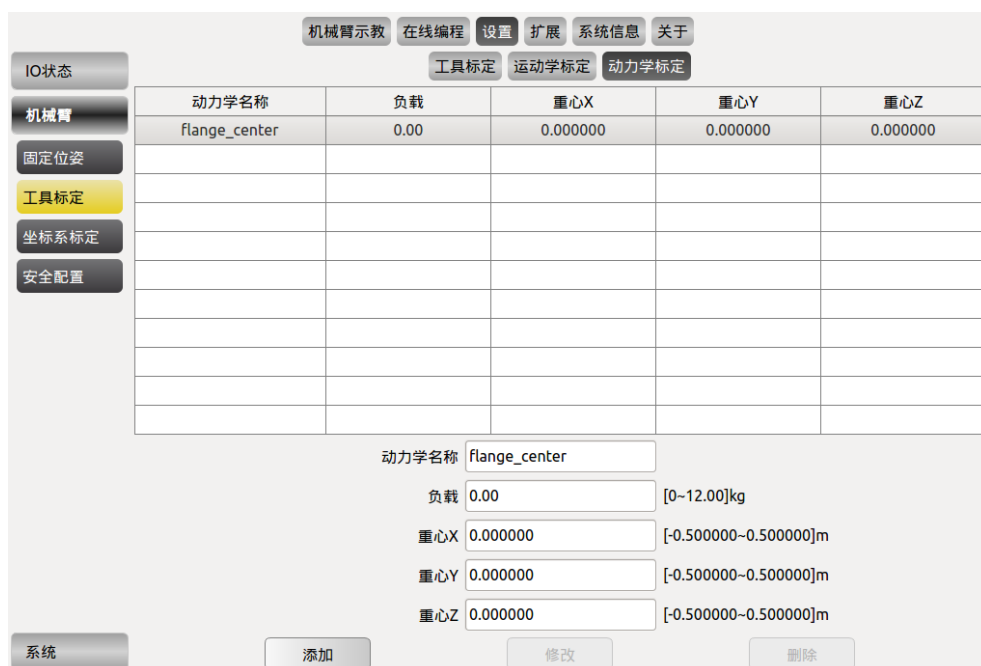 机械臂示教 在线编程 设置 扩展 系统信息 关于
工具标定 运动学标定 动力学标定
IO状态
机械臂
固定位姿
工具标定
坐标系标定
安全配置
动力学名称 负载 重心X 重心Y 重心Z
flange_center 0.00 0.000000 0.000000 0.000000
动力学名称 flange_center
负载 0.00 [0~12.00]kg
重心X 0.000000 [-0.500000~0.500000]m
重心Y 0.000000 [-0.500000~0.500000]m
重心Z 0.000000 [-0.500000~0.500000]m
系统 添加 修改 删除